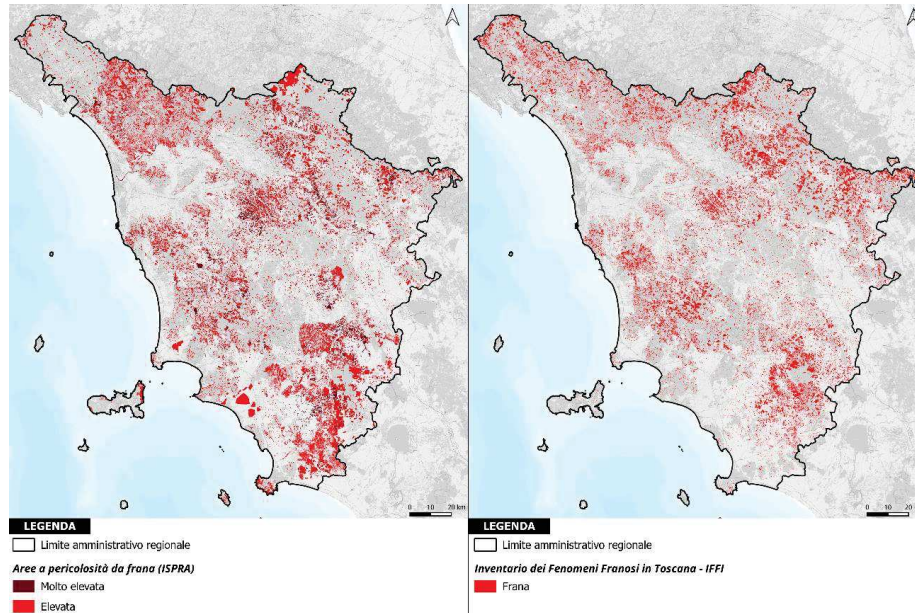 0 10 20 km
LEGENDA
Limite amministrativo regionale
Aree a pericolosità da frana (ISPRA)
Molto elevata
Elevata
0 10 20
LEGENDA
Limite amministrativo regionale
Inventario dei Fenomeni Franosi in Toscana - IFFI
Frana